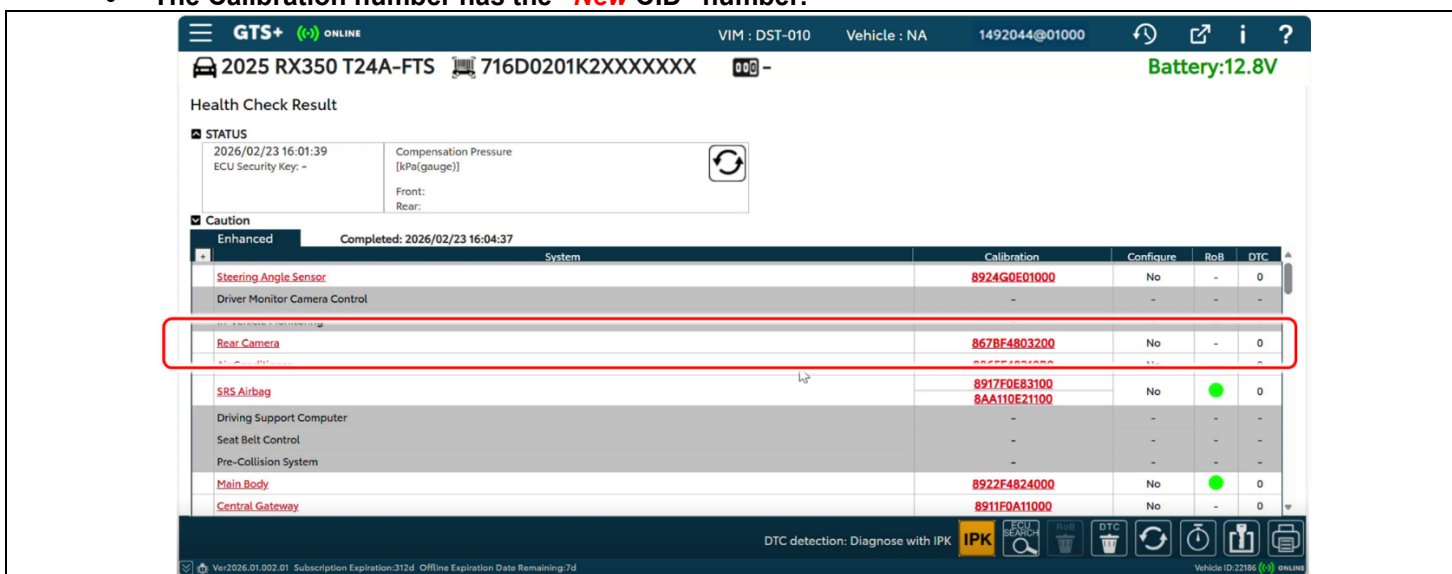 • The Calibration number has the "New CID" number.
GTS+ ONLINE VIM : DST-010 Vehicle : NA 1492044@01000 i ?
2025 RX350 T24A-FTS 716D0201K2XXXXXXX – Battery:12.8V
Health Check Result
STATUS
2026/02/23 16:01:39 Compensation Pressure
ECU Security Key: – [kPa(gauge)]
Front:
Rear:
Caution
Enhanced Completed: 2026/02/23 16:04:37
+ System Calibration Configure RoB DTC
Steering Angle Sensor 8924G0E01000 No - 0
Driver Monitor Camera Control - - - -
Rear Camera 867BF4803200 No - 0
SRS Airbag 8917F0E83100 No 0
8AA110E21100
Driving Support Computer - - - -
Seat Belt Control - - - -
Pre-Collision System - - - -
Main Body 8922F4824000 No 0
Central Gateway 8911F0A11000 No - 0
DTC detection: Diagnose with IPK IPK ECU SEARCH RoB DTC
Ver2026.01.002.01 Subscription Expiration:312d Offline Expiration Date Remaining:7d Vehicle ID:22186 ONLINE